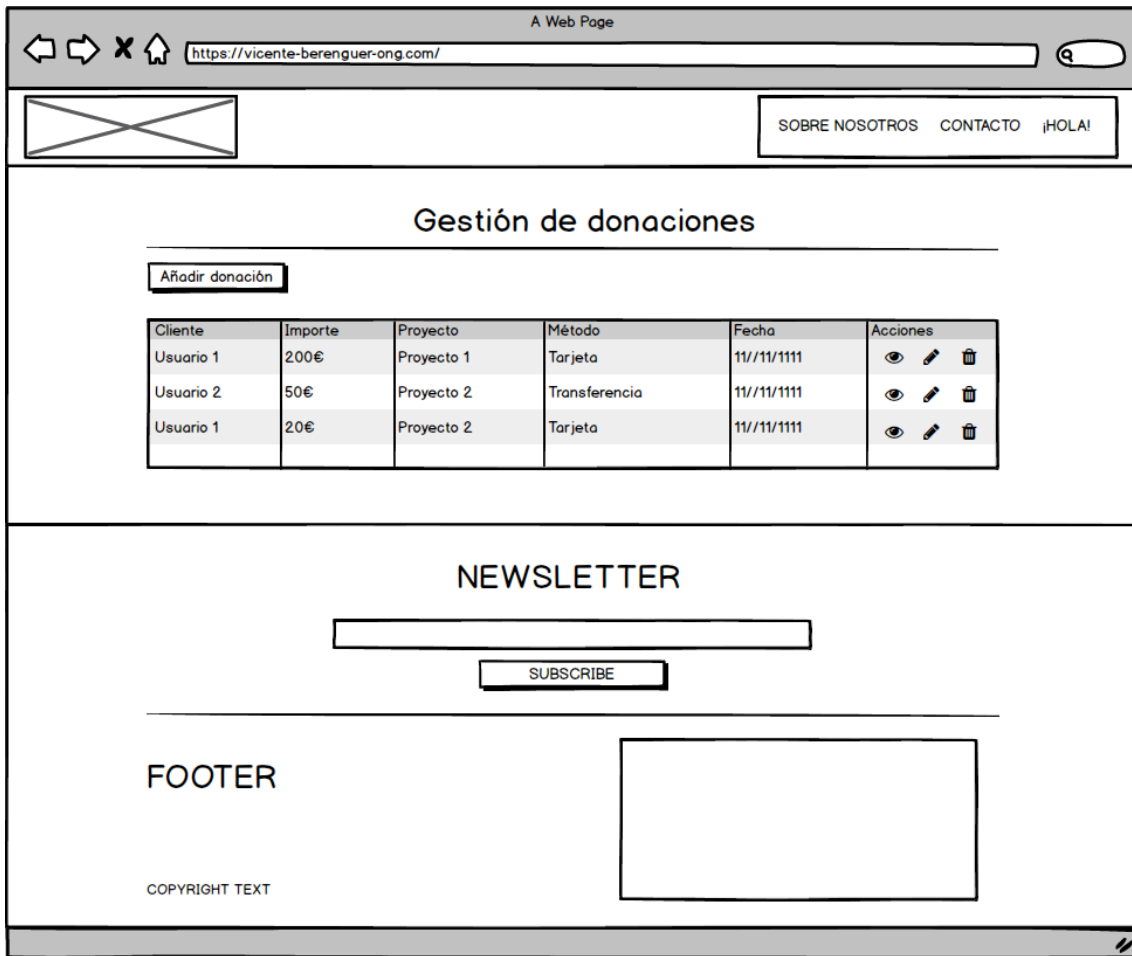 A Web Page
https://vicente-berenguer-ong.com/
SOBRE NOSOTROS CONTACTO ¡HOLA!
Gestión de donaciones
Añadir donación
Cliente Importe Proyecto Método Fecha Acciones
Usuario 1 200€ Proyecto 1 Tarjeta 11//11/1111
Usuario 2 50€ Proyecto 2 Transferencia 11//11/1111
Usuario 1 20€ Proyecto 2 Tarjeta 11//11/1111
NEWSLETTER
SUBSCRIBE
FOOTER
COPYRIGHT TEXT